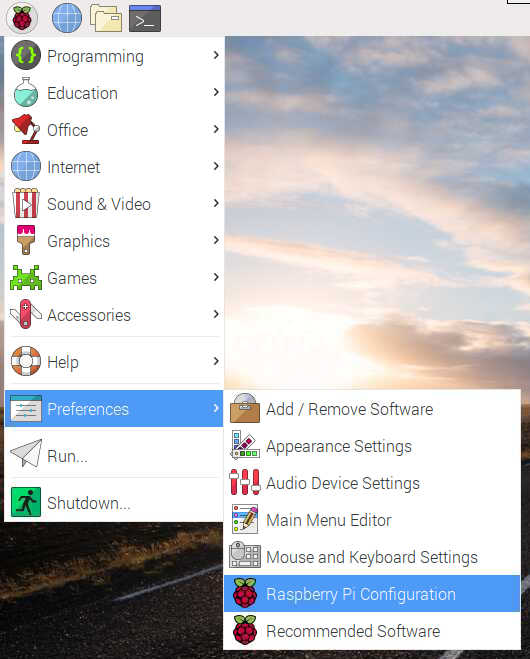 Programming
Education
Office
Internet
Sound & Video
Graphics
Games
Accessories
Help
Preferences
Run...
Shutdown...
Add / Remove Software
Appearance Settings
Audio Device Settings
Main Menu Editor
Mouse and Keyboard Settings
Raspberry Pi Configuration
Recommended Software